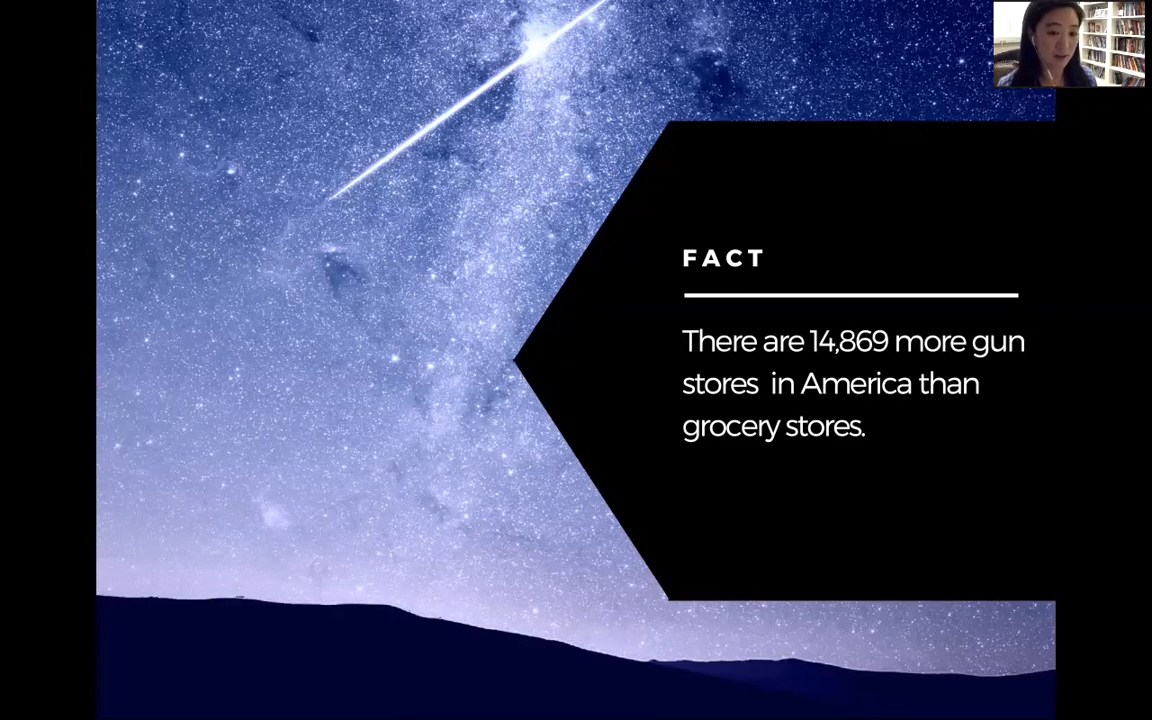 FACT
There are 14,869 more gun
stores in America than
grocery stores.